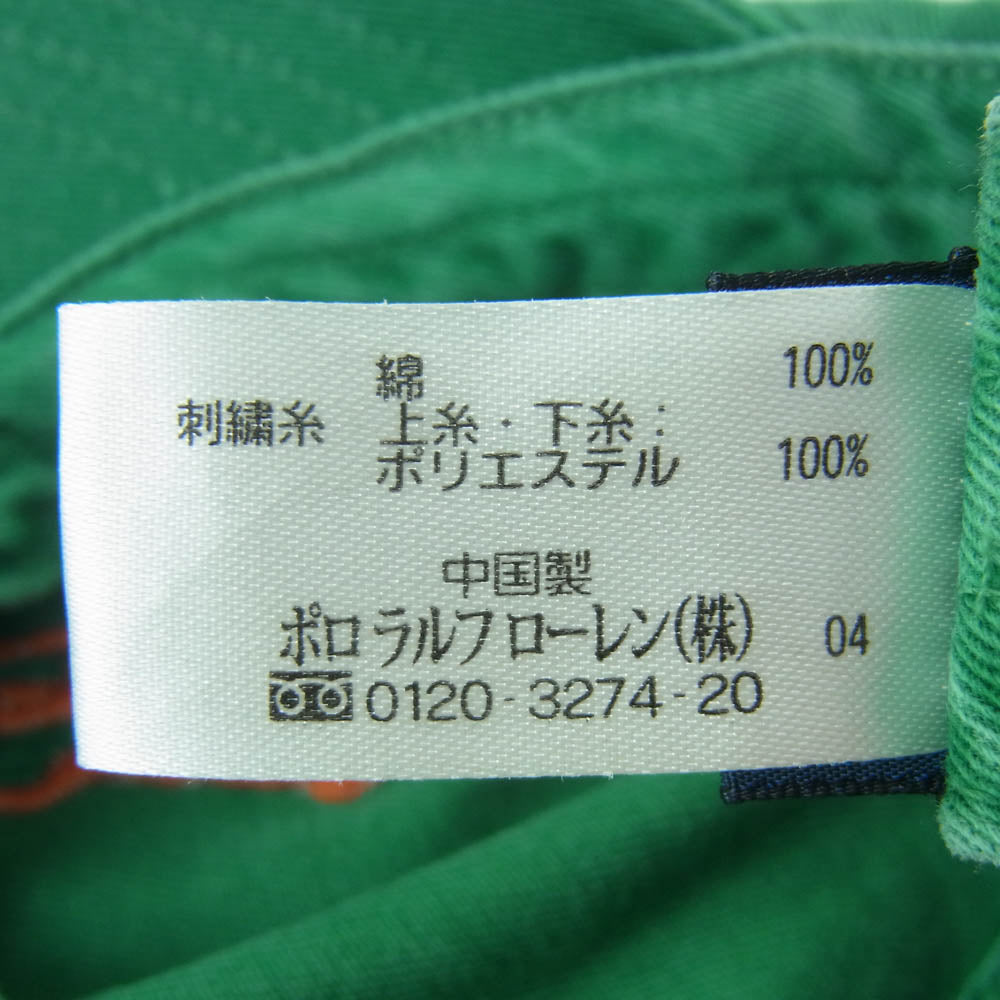 綿 100%
刺繍糸 上糸・下糸:
ポリエステル 100%
中国製
ポロ ラルフ ローレン(株) 04
0120-3274-20